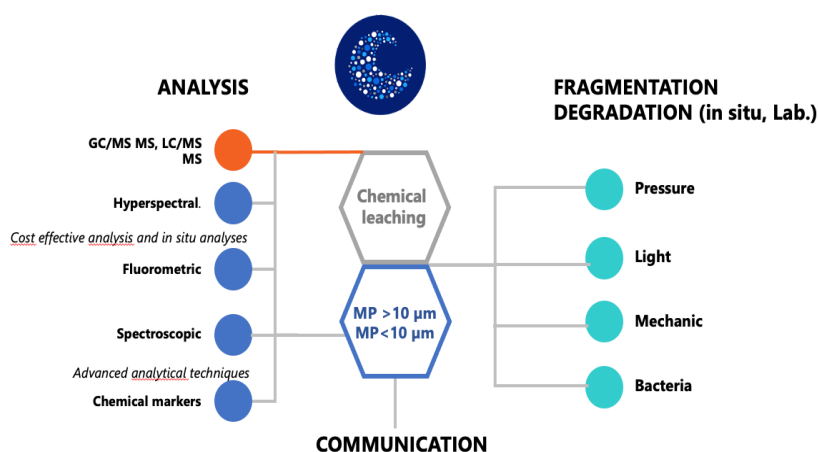 ANALYSIS
GC/MS MS, LC/MS
MS
Hyperspectral.
Cost effective analysis and in situ analyses
Fluorometric
Spectroscopic
Advanced analytical techniques
Chemical markers
Chemical
leaching
MP >10 µm
MP<10 µm
COMMUNICATION
FRAGMENTATION
DEGRADATION (in situ, Lab.)
Pressure
Light
Mechanic
Bacteria